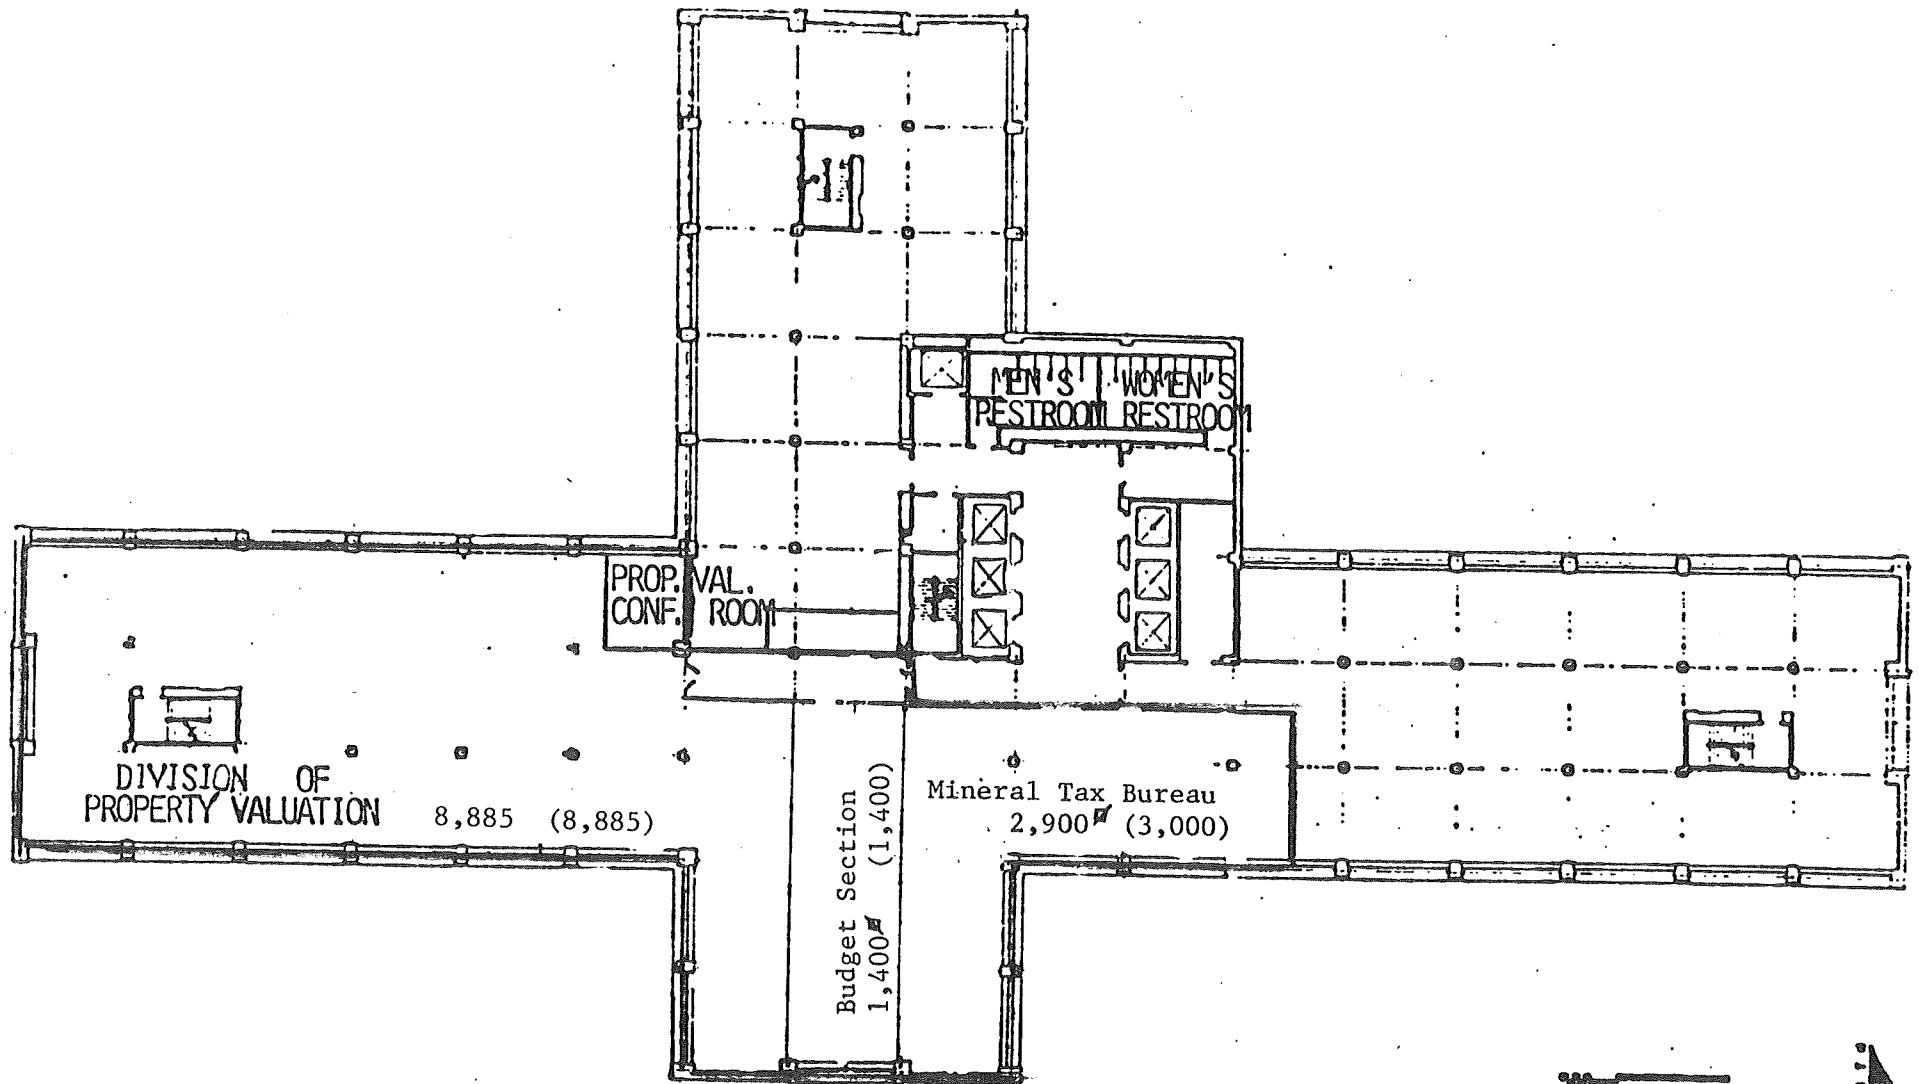 MEN'S
RESTROOM
WOMEN'S
RESTROOM
PROP. VAL.
CONF. ROOM
DIVISION OF
PROPERTY VALUATION
8,885 (8,885)
Budget Section
1,400 (1,400)
Mineral Tax Bureau
2,900 (3,000)